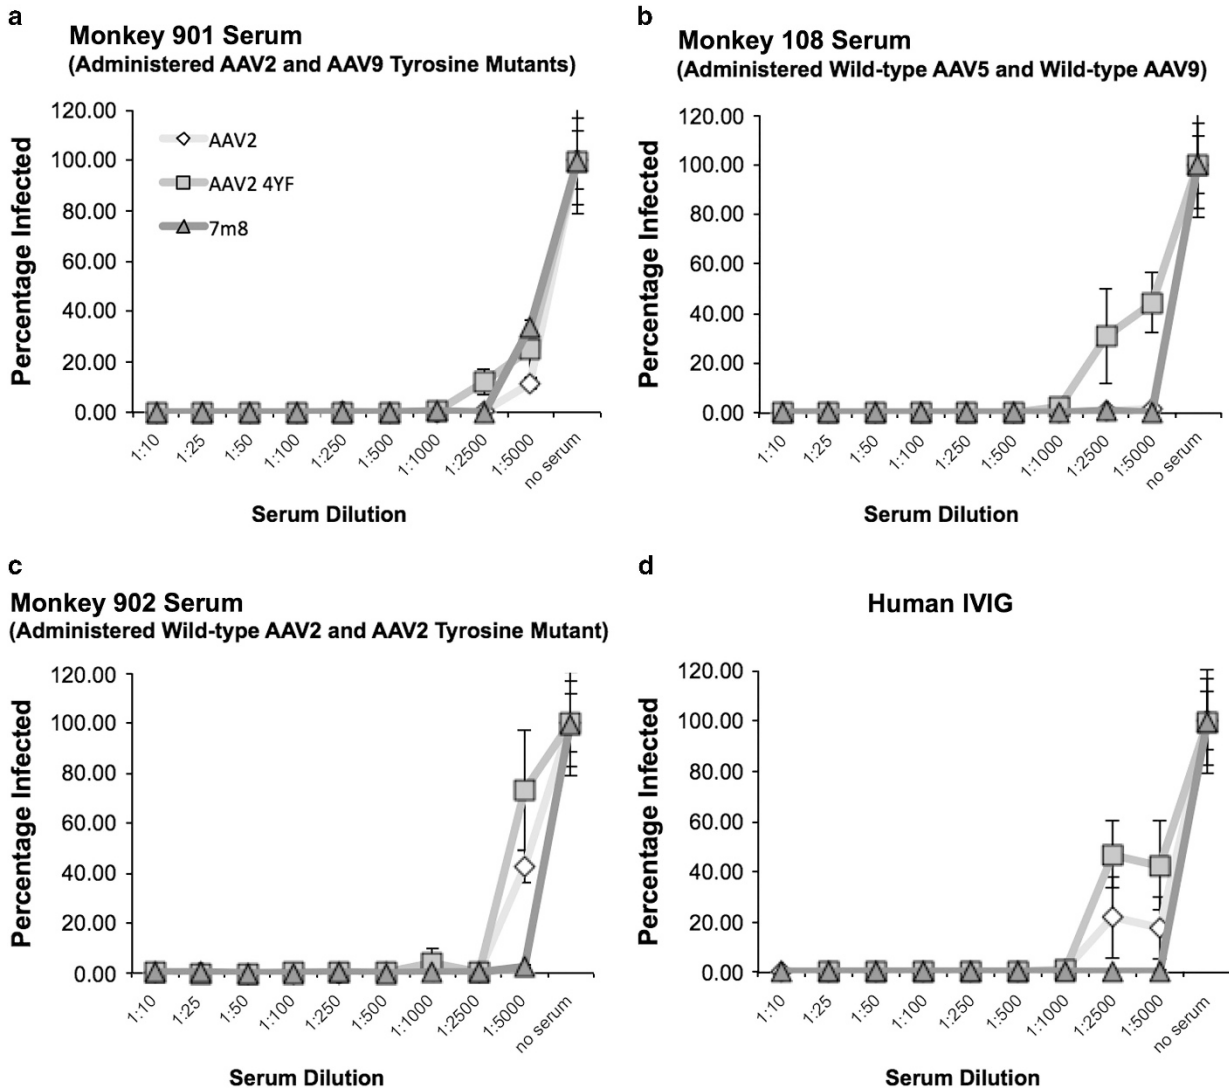 a
Monkey 901 Serum
(Administered AAV2 and AAV9 Tyrosine Mutants)
120.00
100.00
80.00
60.00
40.00
20.00
0.00
Percentage Infected
AAV2
AAV2 4YF
7m8
1:10
1:25
1:50
1:100
1:250
1:500
1:1000
1:2500
1:5000
no serum
Serum Dilution
b
Monkey 108 Serum
(Administered Wild-type AAV5 and Wild-type AAV9)
120.00
100.00
80.00
60.00
40.00
20.00
0.00
Percentage Infected
1:10
1:25
1:50
1:100
1:250
1:500
1:1000
1:2500
1:5000
no serum
Serum Dilution
c
Monkey 902 Serum
(Administered Wild-type AAV2 and AAV2 Tyrosine Mutant)
120.00
100.00
80.00
60.00
40.00
20.00
0.00
Percentage Infected
1:10
1:25
1:50
1:100
1:250
1:500
1:1000
1:2500
1:5000
no serum
Serum Dilution
d
Human IVIG
120.00
100.00
80.00
60.00
40.00
20.00
0.00
Percentage Infected
1:10
1:25
1:50
1:100
1:250
1:500
1:1000
1:2500
1:5000
no serum
Serum Dilution